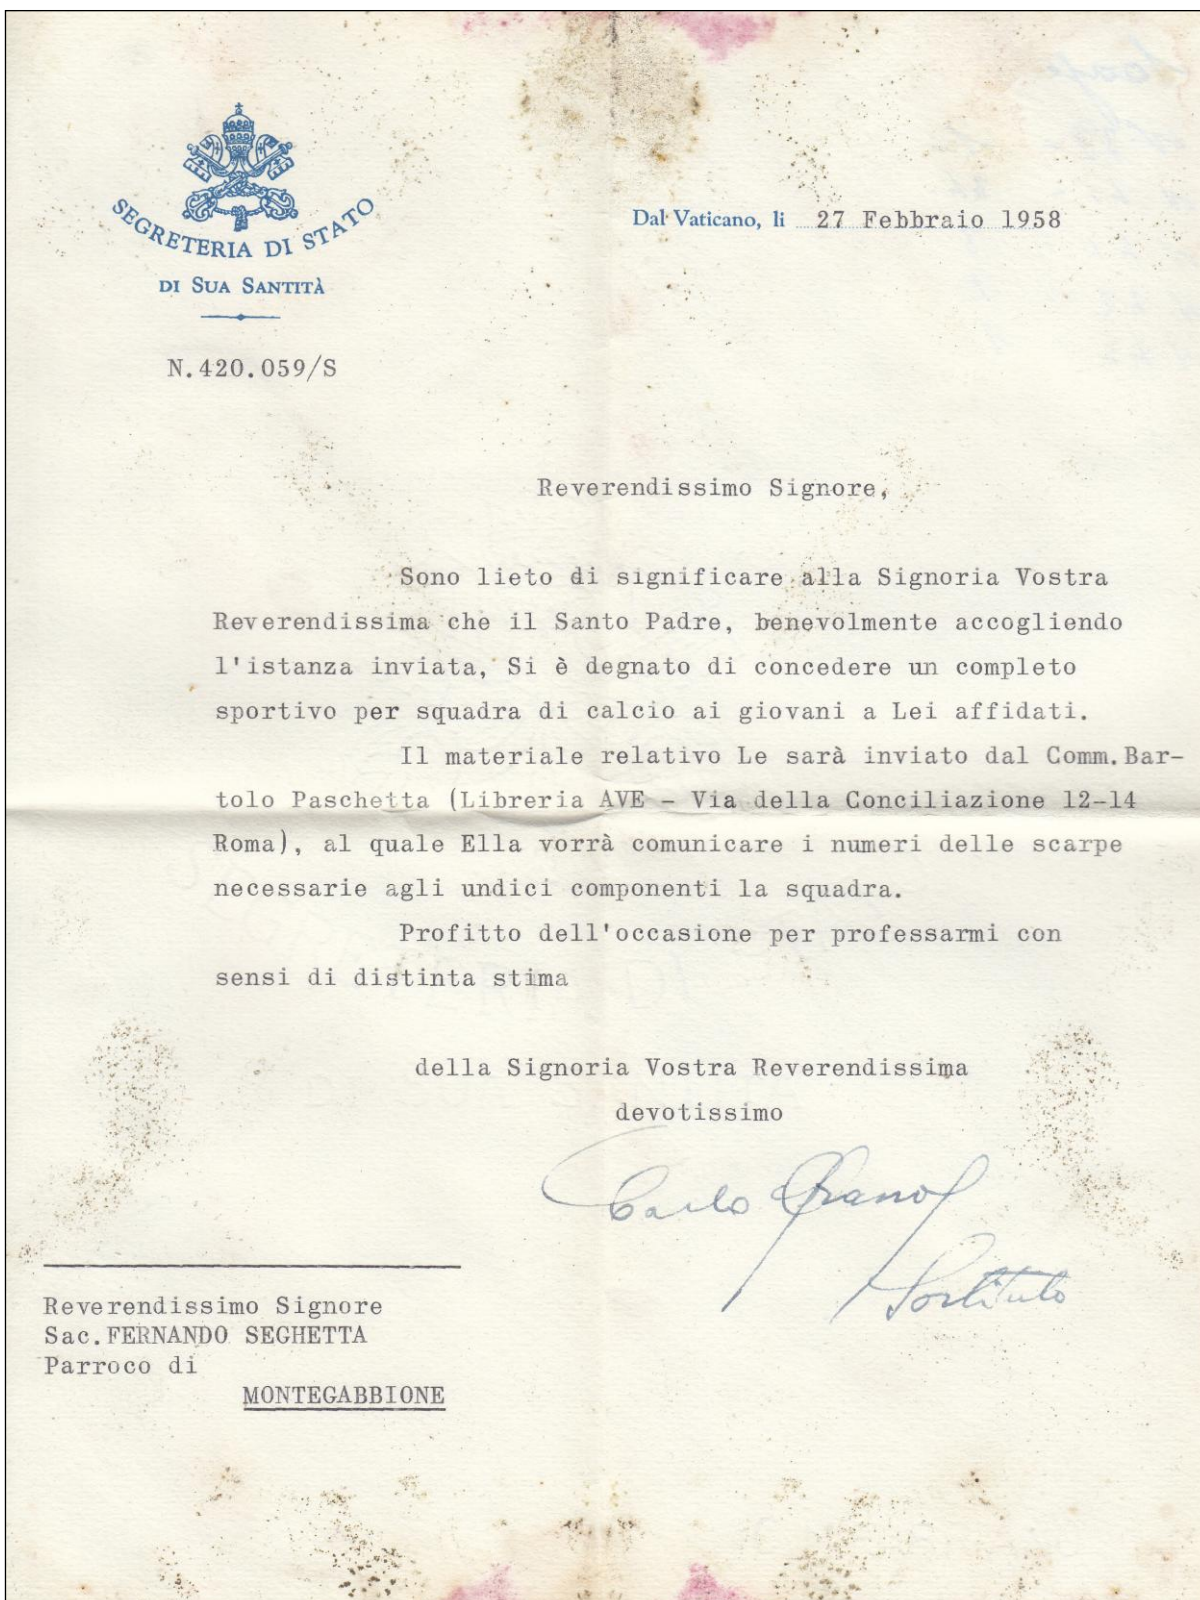 SEGRETERIA DI STATO
DI SUA SANTITÀ
Dal Vaticano, li 27 Febbraio 1958
N.420.059/S
Reverendissimo Signore,
Sono lieto di significare alla Signoria Vostra
Reverendissima che il Santo Padre, benevolmente accogliendo
l'istanza inviata, Si è degnato di concedere un completo
sportivo per squadra di calcio ai giovani a Lei affidati.
Il materiale relativo Le sarà inviato dal Comm.Bar-
tolo Paschetta (Libreria AVE - Via della Conciliazione 12-14
Roma), al quale Ella vorrà comunicare i numeri delle scarpe
necessarie agli undici componenti la squadra.
Profitto dell'occasione per professarmi con
sensi di distinta stima
della Signoria Vostra Reverendissima
devotissimo
Carlo Grano
Sostituto
Reverendissimo Signore
Sac.FERNANDO SEGHETTA
Parroco di
MONTEGABBIONE